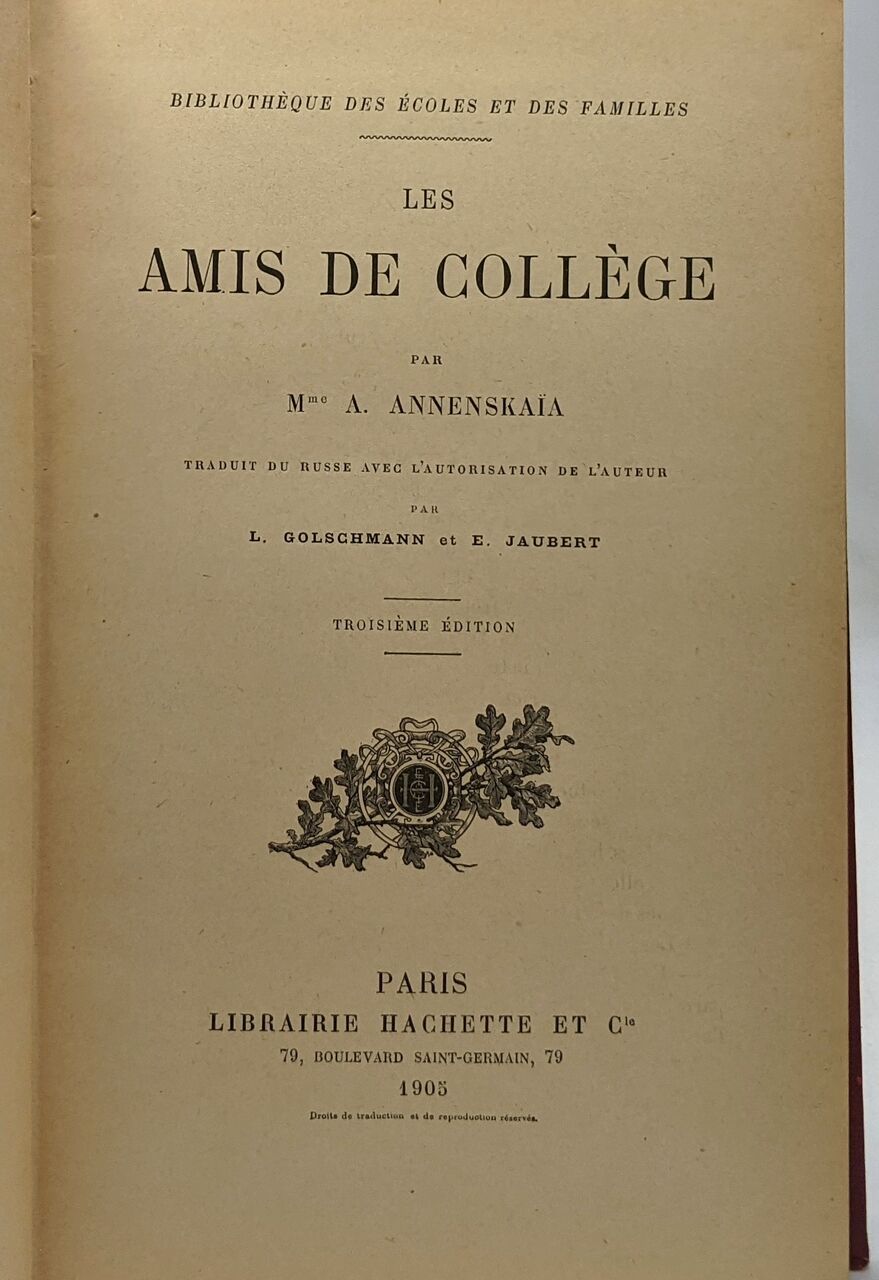 BIBLIOTHÈQUE DES ÉCOLES ET DES FAMILLES
LES
AMIS DE COLLÈGE
PAR
Mme A. ANNENSKAÏA
TRADUIT DU RUSSE AVEC L'AUTORISATION DE L'AUTEUR
PAR
L. GOLSCHMANN et E. JAUBERT
TROISIÈME ÉDITION
PARIS
LIBRAIRIE HACHETTE ET Cie
79, BOULEVARD SAINT-GERMAIN, 79
1905
Droits de traduction et de reproduction réservés.